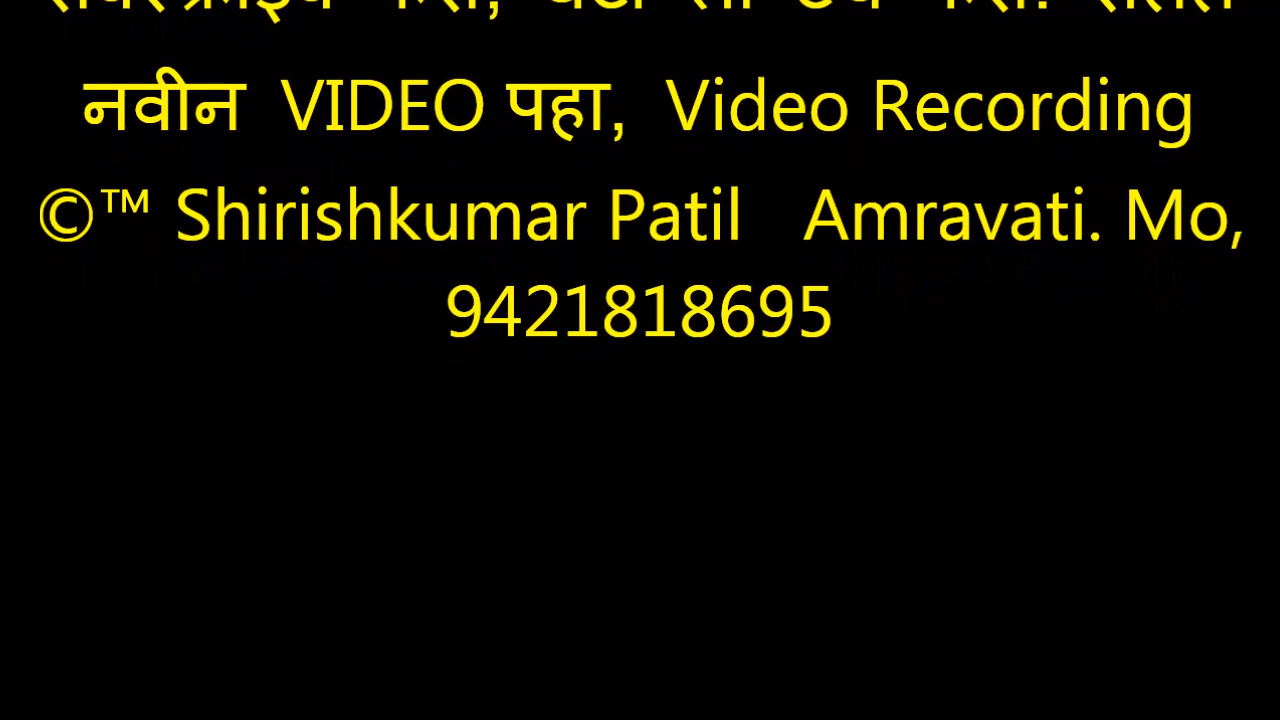 नवीन VIDEO पहा, Video Recording
©™ Shirishkumar Patil Amravati. Mo,
9421818695